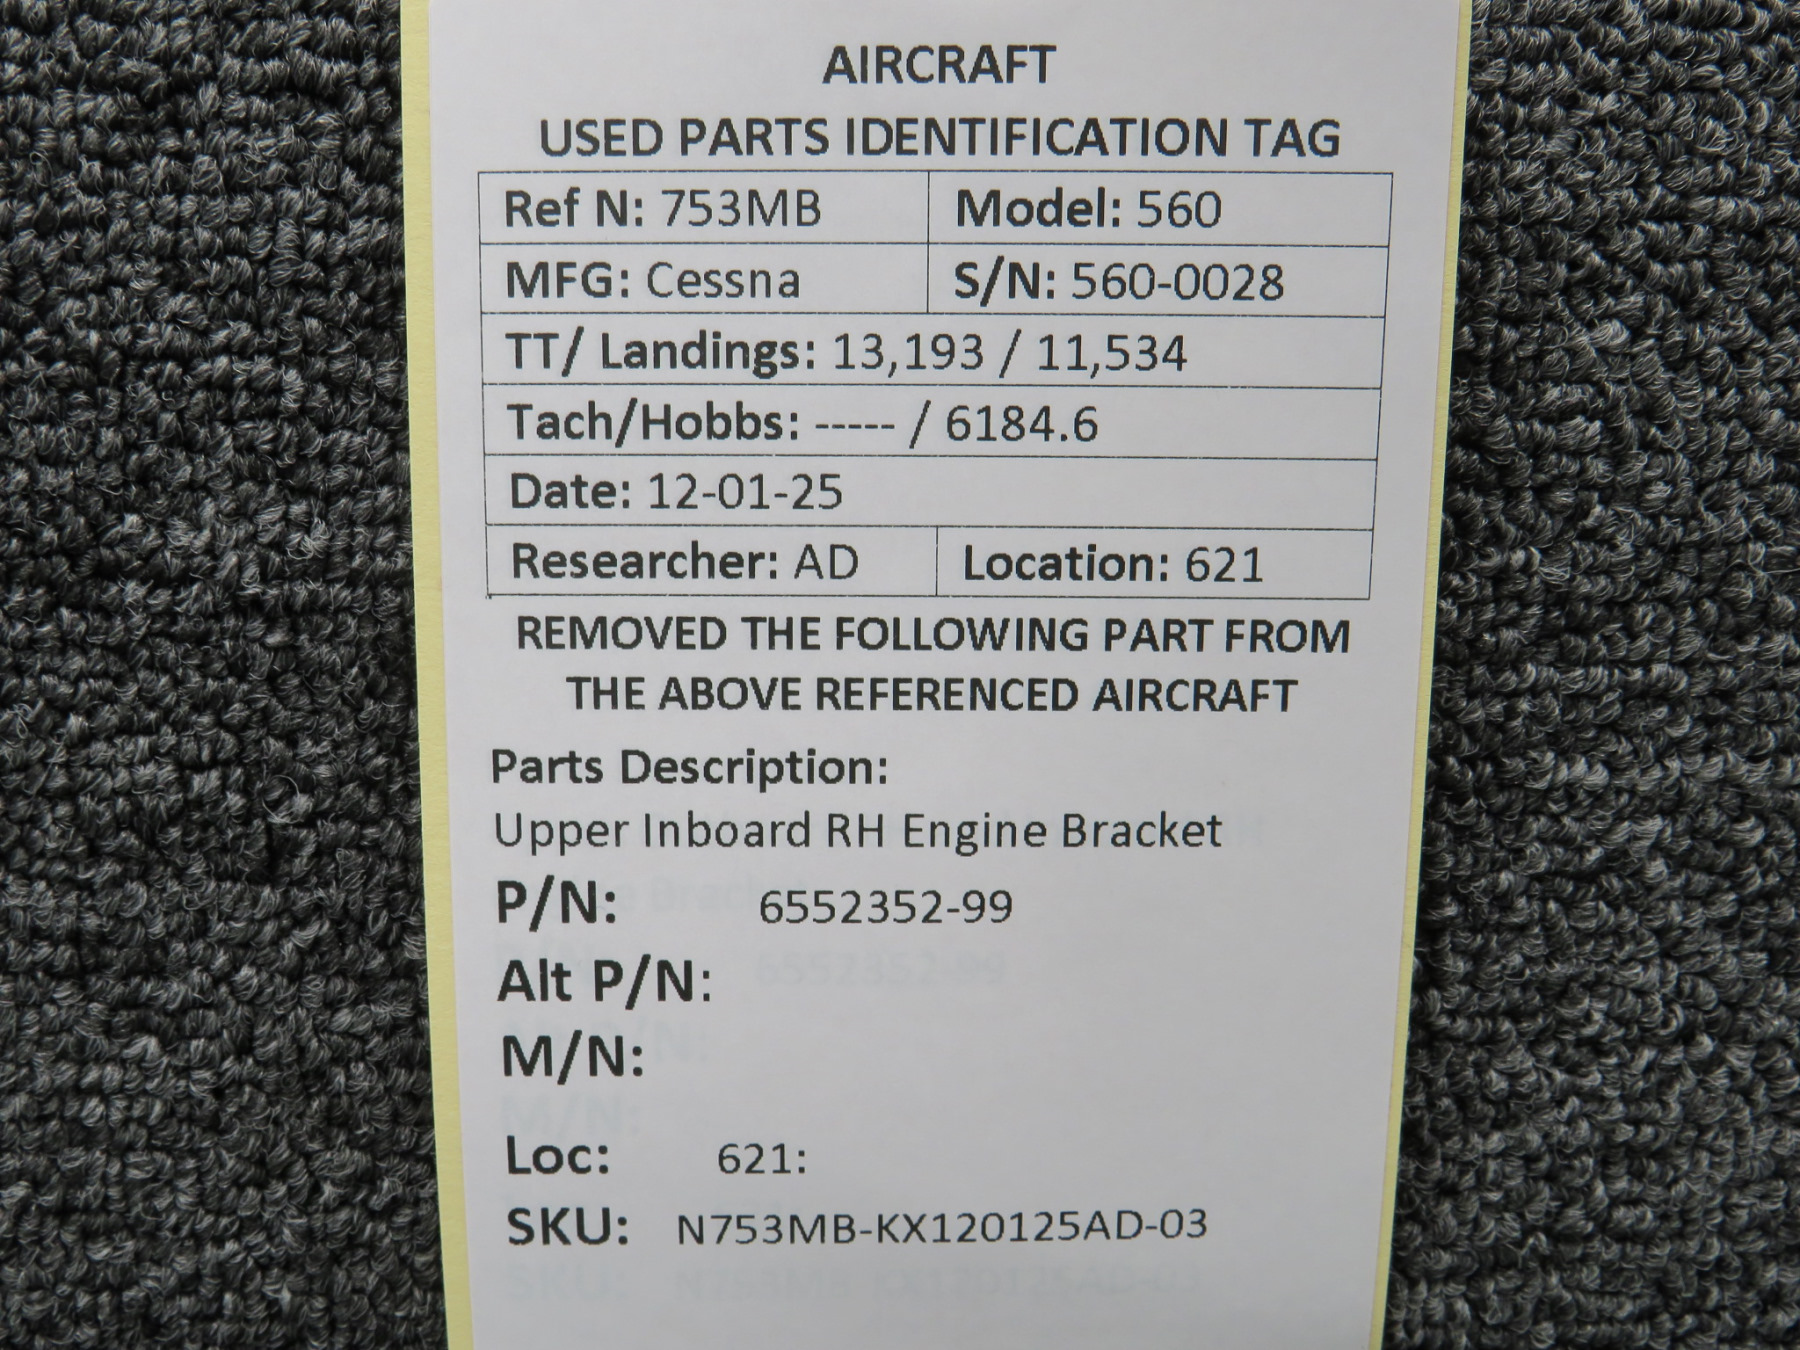 AIRCRAFT
USED PARTS IDENTIFICATION TAG
Ref N: 753MB Model: 560
MFG: Cessna S/N: 560-0028
TT/ Landings: 13,193 / 11,534
Tach/Hobbs: ----- / 6184.6
Date: 12-01-25
Researcher: AD Location: 621
REMOVED THE FOLLOWING PART FROM
THE ABOVE REFERENCED AIRCRAFT
Parts Description:
Upper Inboard RH Engine Bracket
P/N: 6552352-99
Alt P/N:
M/N:
Loc: 621:
SKU: N753MB-KX120125AD-03